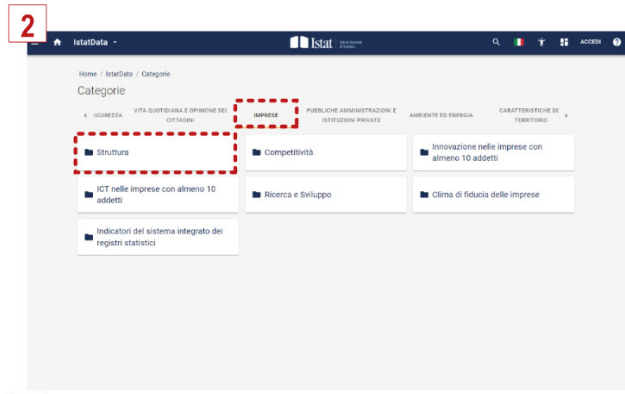 2
IstatData
Istat
ACCEDI
Home / IstatData / Categorie
Categorie
SICUREZZA
VITA QUOTIDIANA E OPINIONE DEI
CITTADINI
IMPRESE
PUBBLICHE AMMINISTRAZIONI E
ISTITUZIONI PRIVATE
AMBIENTE ED ENERGIA
CARATTERISTICHE DE
TERRITORIO
Struttura
Competitività
Innovazione nelle imprese con
almeno 10 addetti
ICT nelle imprese con almeno 10
addetti
Ricerca e Sviluppo
Clima di fiducia delle imprese
Indicatori del sistema integrato dei
registri statistici